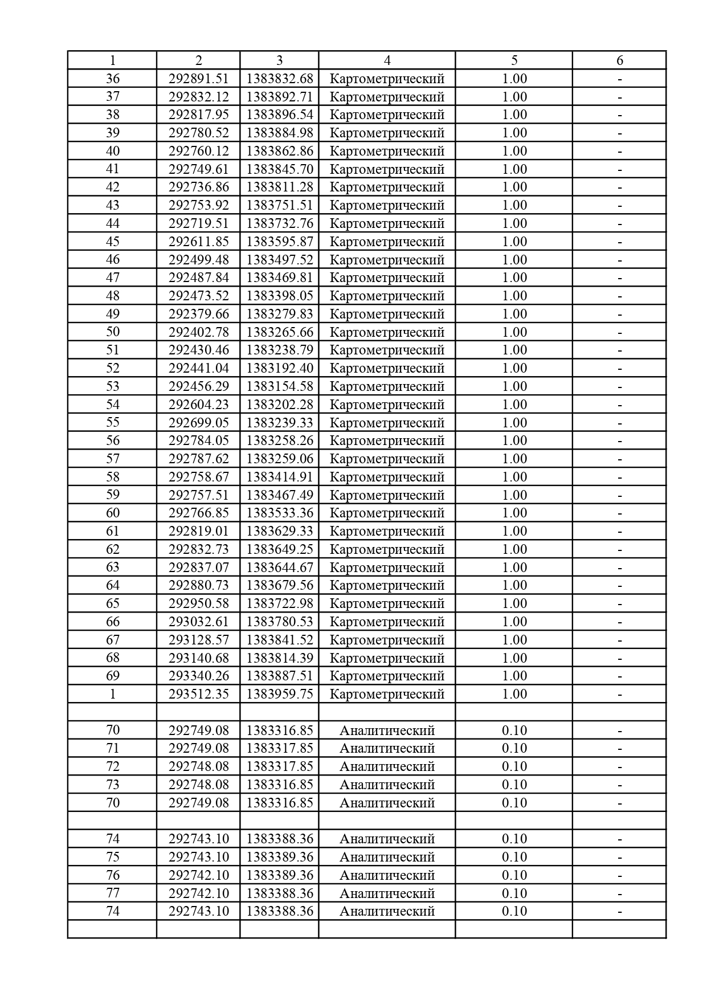 1 2 3 4 5 6
36 292891.51 1383832.68 Картометрический 1.00 -
37 292832.12 1383892.71 Картометрический 1.00 -
38 292817.95 1383896.54 Картометрический 1.00 -
39 292780.52 1383884.98 Картометрический 1.00 -
40 292760.12 1383862.86 Картометрический 1.00 -
41 292749.61 1383845.70 Картометрический 1.00 -
42 292736.86 1383811.28 Картометрический 1.00 -
43 292753.92 1383751.51 Картометрический 1.00 -
44 292719.51 1383732.76 Картометрический 1.00 -
45 292611.85 1383595.87 Картометрический 1.00 -
46 292499.48 1383497.52 Картометрический 1.00 -
47 292487.84 1383469.81 Картометрический 1.00 -
48 292473.52 1383398.05 Картометрический 1.00 -
49 292379.66 1383279.83 Картометрический 1.00 -
50 292402.78 1383265.66 Картометрический 1.00 -
51 292430.46 1383238.79 Картометрический 1.00 -
52 292441.04 1383192.40 Картометрический 1.00 -
53 292456.29 1383154.58 Картометрический 1.00 -
54 292604.23 1383202.28 Картометрический 1.00 -
55 292699.05 1383239.33 Картометрический 1.00 -
56 292784.05 1383258.26 Картометрический 1.00 -
57 292787.62 1383259.06 Картометрический 1.00 -
58 292758.67 1383414.91 Картометрический 1.00 -
59 292757.51 1383467.49 Картометрический 1.00 -
60 292766.85 1383533.36 Картометрический 1.00 -
61 292819.01 1383629.33 Картометрический 1.00 -
62 292832.73 1383649.25 Картометрический 1.00 -
63 292837.07 1383644.67 Картометрический 1.00 -
64 292880.73 1383679.56 Картометрический 1.00 -
65 292950.58 1383722.98 Картометрический 1.00 -
66 293032.61 1383780.53 Картометрический 1.00 -
67 293128.57 1383841.52 Картометрический 1.00 -
68 293140.68 1383814.39 Картометрический 1.00 -
69 293340.26 1383887.51 Картометрический 1.00 -
1 293512.35 1383959.75 Картометрический 1.00 -
70 292749.08 1383316.85 Аналитический 0.10 -
71 292749.08 1383317.85 Аналитический 0.10 -
72 292748.08 1383317.85 Аналитический 0.10 -
73 292748.08 1383316.85 Аналитический 0.10 -
70 292749.08 1383316.85 Аналитический 0.10 -
74 292743.10 1383388.36 Аналитический 0.10 -
75 292743.10 1383389.36 Аналитический 0.10 -
76 292742.10 1383389.36 Аналитический 0.10 -
77 292742.10 1383388.36 Аналитический 0.10 -
74 292743.10 1383388.36 Аналитический 0.10 -